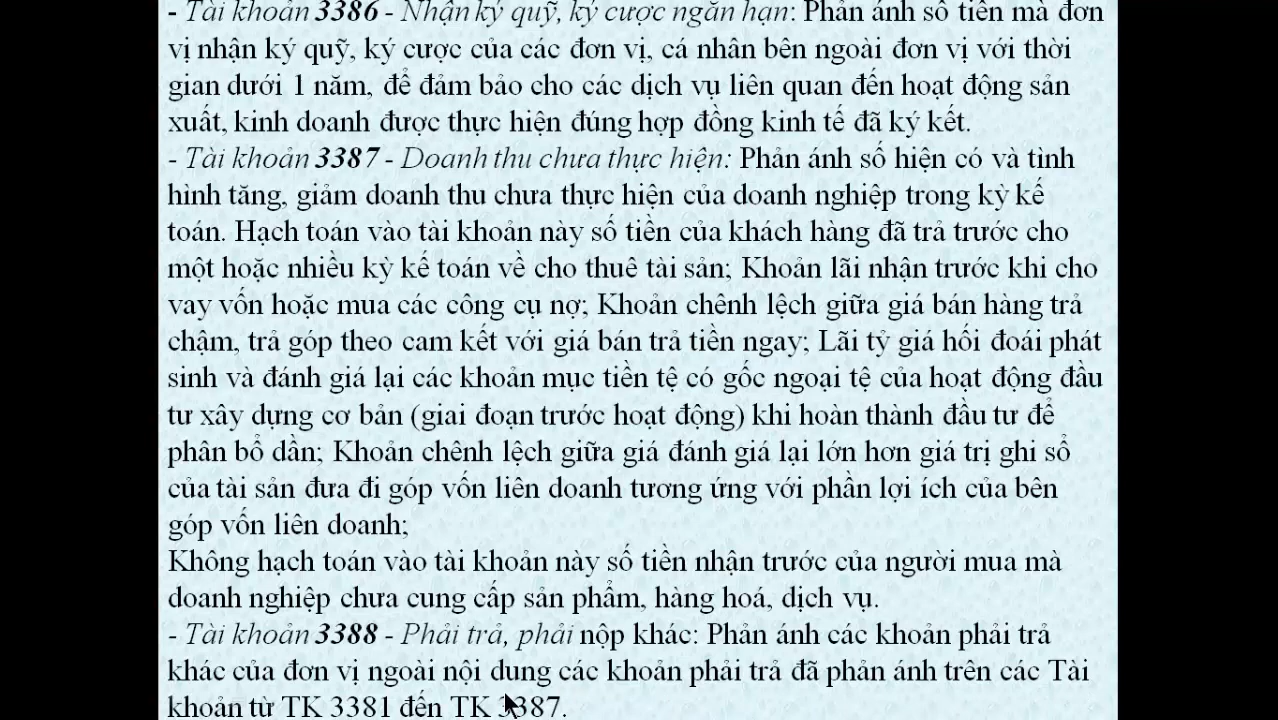 - Tài khoản 3386 - Nhận ký quỹ, ký cược ngắn hạn: Phản ánh số tiền mà đơn
vị nhận ký quỹ, ký cược của các đơn vị, cá nhân bên ngoài đơn vị với thời
gian dưới 1 năm, để đảm bảo cho các dịch vụ liên quan đến hoạt động sản
xuất, kinh doanh được thực hiện đúng hợp đồng kinh tế đã ký kết.
- Tài khoản 3387 - Doanh thu chưa thực hiện: Phản ánh số hiện có và tình
hình tăng, giảm doanh thu chưa thực hiện của doanh nghiệp trong kỳ kế
toán. Hạch toán vào tài khoản này số tiền của khách hàng đã trả trước cho
một hoặc nhiều kỳ kế toán về cho thuê tài sản; Khoản lãi nhận trước khi cho
vay vốn hoặc mua các công cụ nợ; Khoản chênh lệch giữa giá bán hàng trả
chậm, trả góp theo cam kết với giá bán trả tiền ngay; Lãi tỷ giá hối đoái phát
sinh và đánh giá lại các khoản mục tiền tệ có gốc ngoại tệ của hoạt động đầu
tư xây dựng cơ bản (giai đoạn trước hoạt động) khi hoàn thành đầu tư để
phân bổ dần; Khoản chênh lệch giữa giá đánh giá lại lớn hơn giá trị ghi sổ
của tài sản đưa đi góp vốn liên doanh tương ứng với phần lợi ích của bên
góp vốn liên doanh;
Không hạch toán vào tài khoản này số tiền nhận trước của người mua mà
doanh nghiệp chưa cung cấp sản phẩm, hàng hoá, dịch vụ.
- Tài khoản 3388 - Phải trả, phải nộp khác: Phản ánh các khoản phải trả
khác của đơn vị ngoài nội dung các khoản phải trả đã phản ánh trên các Tài
khoản từ TK 3381 đến TK 3387.